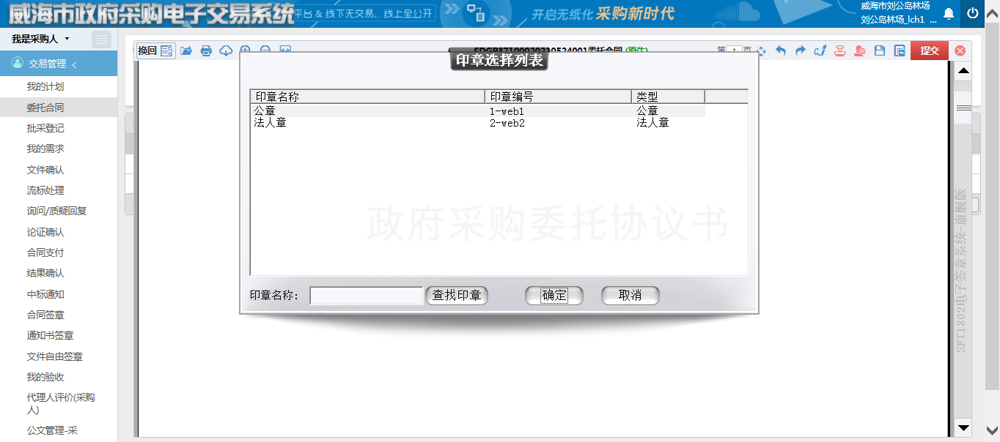 威海市政府采购电子交易系统
平台 & 线下无交易、线上全公开
开启无纸化 采购新时代
威海市刘公岛林场
刘公岛林场_lch1 ...
我是采购人
换回
委托合同 (原生)
第 1 页
提交
交易管理
我的计划
委托合同
批采登记
我的需求
文件确认
流标处理
询问/质疑回复
论证确认
合同支付
结果确认
中标通知
合同签章
通知书签章
文件自由签章
我的验收
代理人评价(采购
人)
公文管理-采
印章选择列表
印章名称 印章编号 类型
公章 1-web1 公章
法人章 2-web2 法人章
政府采购委托协议书
印章名称: 查找印章 确定 取消
SFT1802电子签章系统-旗舰版